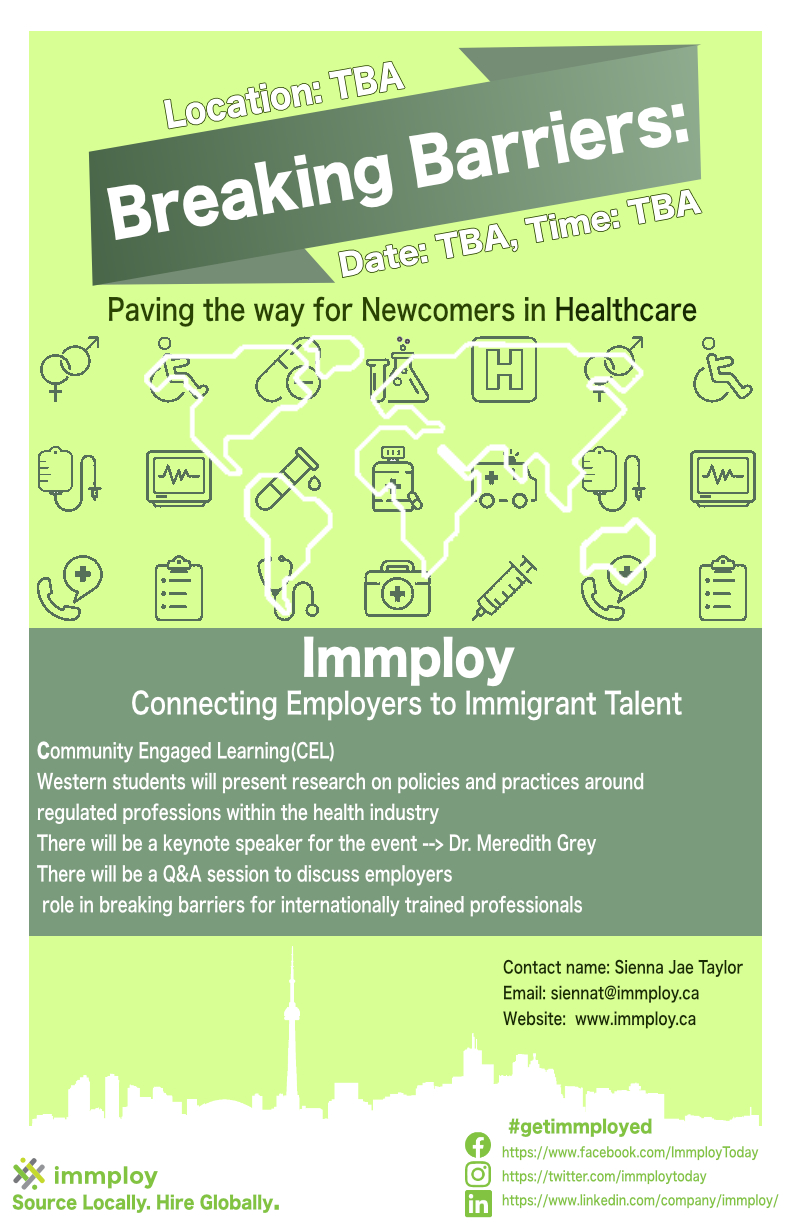 Location: TBA
Breaking Barriers:
Date: TBA, Time: TBA
Paving the way for Newcomers in Healthcare
H
Immploy
Connecting Employers to Immigrant Talent
Community Engaged Learning(CEL)
Western students will present research on policies and practices around
regulated professions within the health industry
There will be a keynote speaker for the event --> Dr. Meredith Grey
There will be a Q&A session to discuss employers
role in breaking barriers for internationally trained professionals
Contact name: Sienna Jae Taylor
Email: siennat@immploy.ca
Website: www.immploy.ca
#getimmployed
https://www.facebook.com/ImmployToday
https://twitter.com/immploytoday
https://www.linkedin.com/company/immploy/
immploy
Source Locally. Hire Globally.